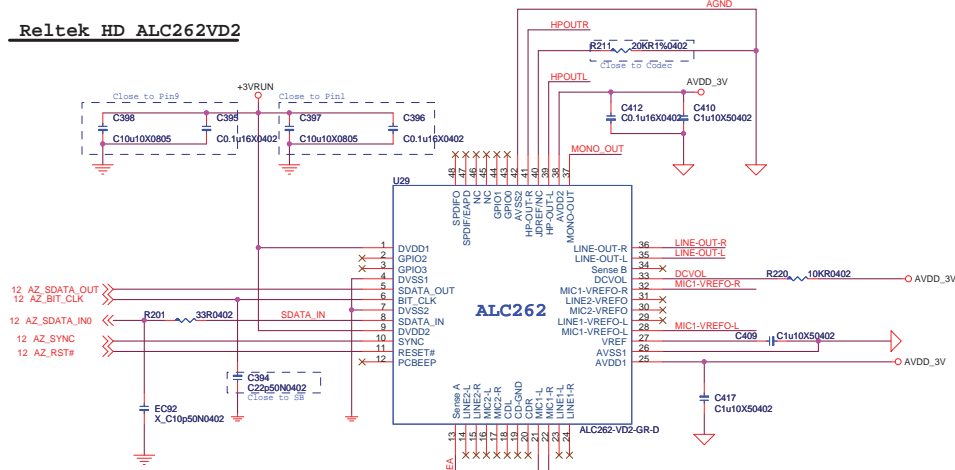 Reltek HD ALC262VD2
AGND
HPOUTR
R211 20KR1%0402
Close to Codec
HPOUTL
AVDD_3V
+3VRUN
Close to Pin9
Close to Pin1
C398
C395
C397
C396
C10u10X0805
C0.1u16X0402
C10u10X0805
C0.1u16X0402
C412
C0.1u16X0402
C410
C1u10X50402
MONO_OUT
U29
48 47 46 45 44 43 42 41 40 39 38 37
SPDIFO
SPDIF/EAPD
NC
NC
GPIO1
GPIO0
AVSS2
HP-OUT-R
JDREF/NC
HP-OUT-L
AVDD2
MONO-OUT
1 DVDD1
2 GPIO2
3 GPIO3
4 DVSS1
5 SDATA_OUT
6 BIT_CLK
7 DVSS2
8 SDATA_IN
9 DVDD2
10 SYNC
11 RESET#
12 PCBEEP
LINE-OUT-R 36 LINE-OUT-R
LINE-OUT-L 35 LINE-OUT-L
Sense B 34
DCVOL 33 DCVOL
MIC1-VREFO-R 32 MIC1-VREFO-R
LINE2-VREFO 31
MIC2-VREFO 30
LINE1-VREFO-L 29
MIC1-VREFO-L 28 MIC1-VREFO-L
VREF 27
AVSS1 26
AVDD1 25
ALC262
R220 10KR0402
AVDD_3V
C409 C1u10X50402
AVDD_3V
C417
C1u10X50402
12 AZ_SDATA_OUT
12 AZ_BIT_CLK
12 AZ_SDATA_IN0
R201 33R0402
SDATA_IN
12 AZ_SYNC
12 AZ_RST#
C394
C22p50N0402
Close to SB
EC92
X_C10p50N0402
Sense A
LINE2-L
LINE2-R
MIC2-L
MIC2-R
CDL
CD-GND
CDR
MIC1-L
MIC1-R
LINE1-L
LINE1-R
ALC262-VD2-GR-D
13 14 15 16 17 18 19 20 21 22 23 24